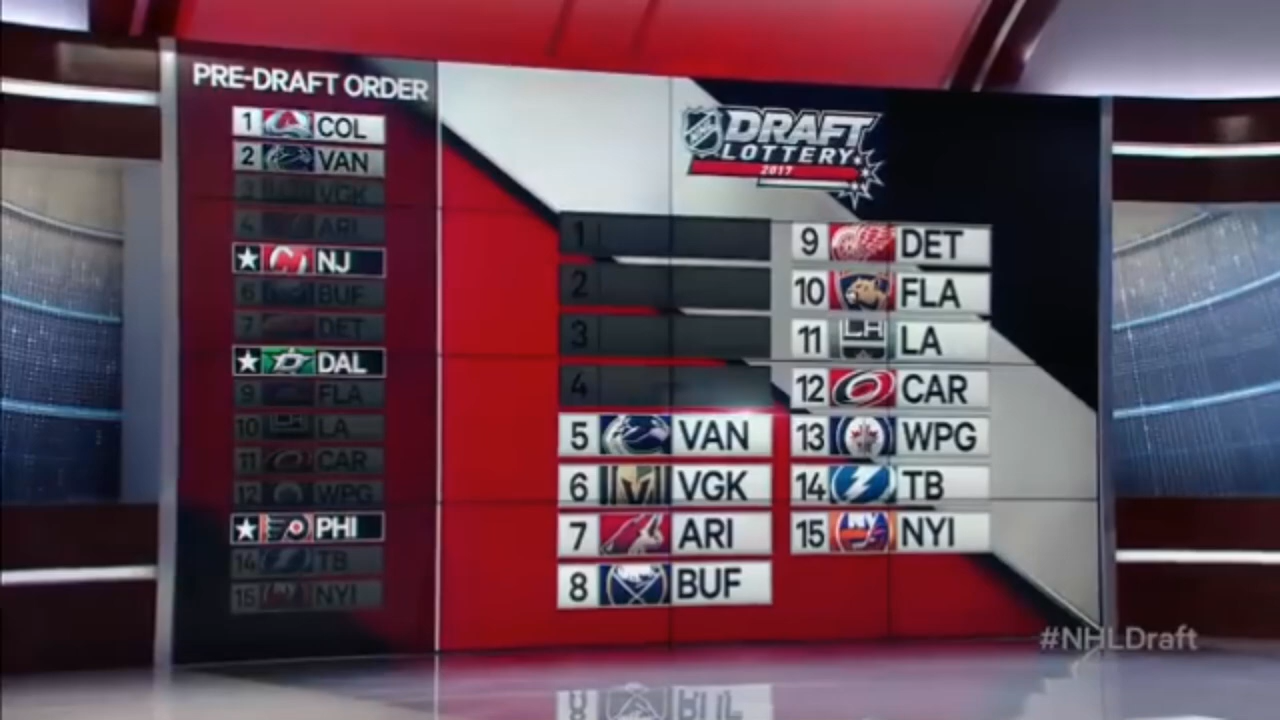 PRE-DRAFT ORDER
1 COL
2 VAN
3 VGK
4 ARI
★ NJ
6 BUF
7 DET
★ DAL
9 FLA
10 LA
11 CAR
12 WPG
★ PHI
14 TB
15 NYI
NHL
DRAFT
LOTTERY
2017
1
2
3
4
5 VAN
6 VGK
7 ARI
8 BUF
9 DET
10 FLA
11 LA
12 CAR
13 WPG
14 TB
15 NYI
#NHLDraft
8 BUF